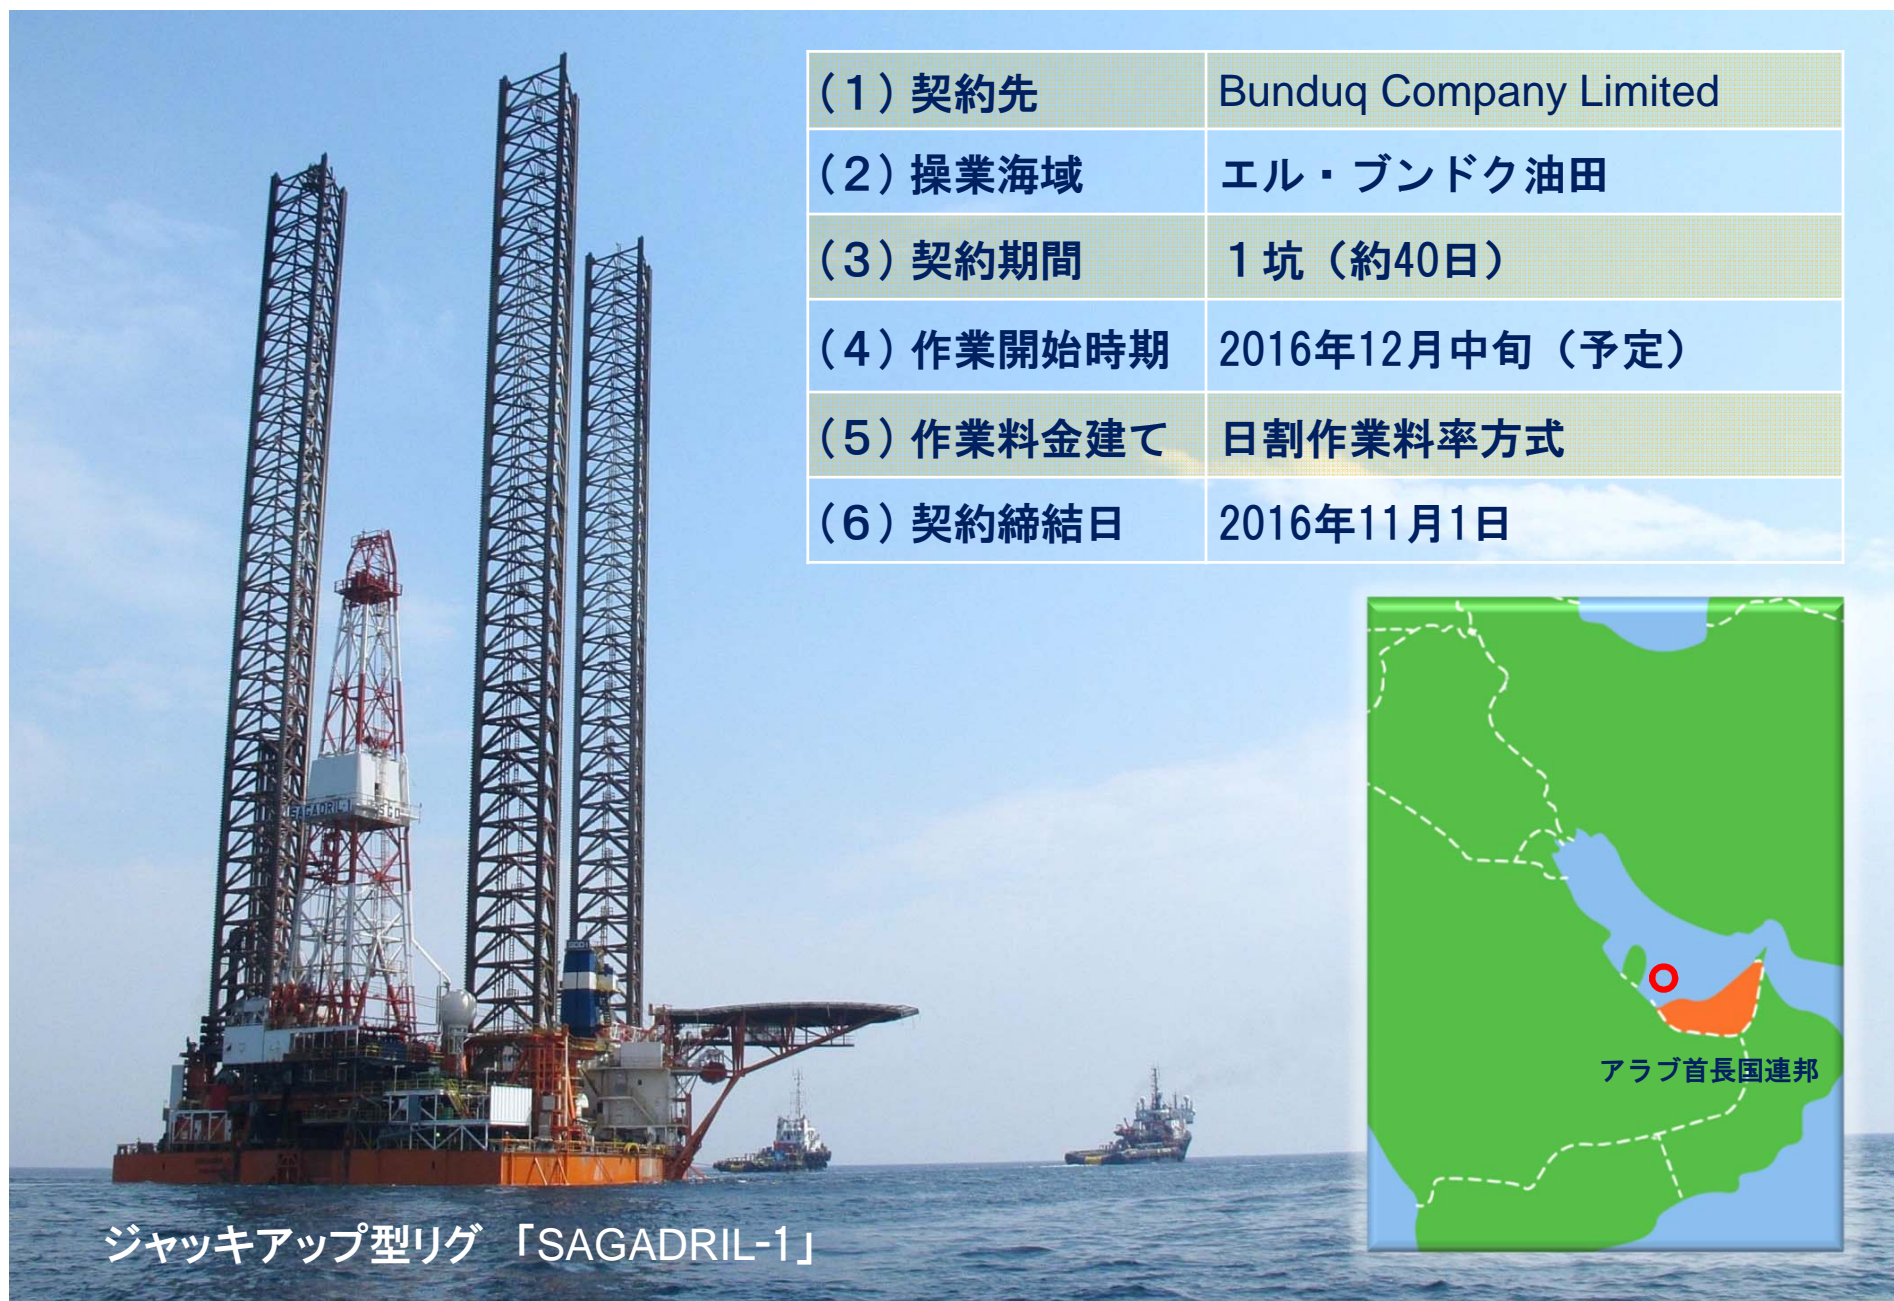 (1) 契約先 Bunduq Company Limited
(2) 操業海域 エル・ブンドク油田
(3) 契約期間 1坑（約40日）
(4) 作業開始時期 2016年12月中旬（予定）
(5) 作業料金建て 日割作業料率方式
(6) 契約締結日 2016年11月1日
SAGADRIL-1 SGD
アラブ首長国連邦
ジャッキアップ型リグ 「SAGADRIL-1」